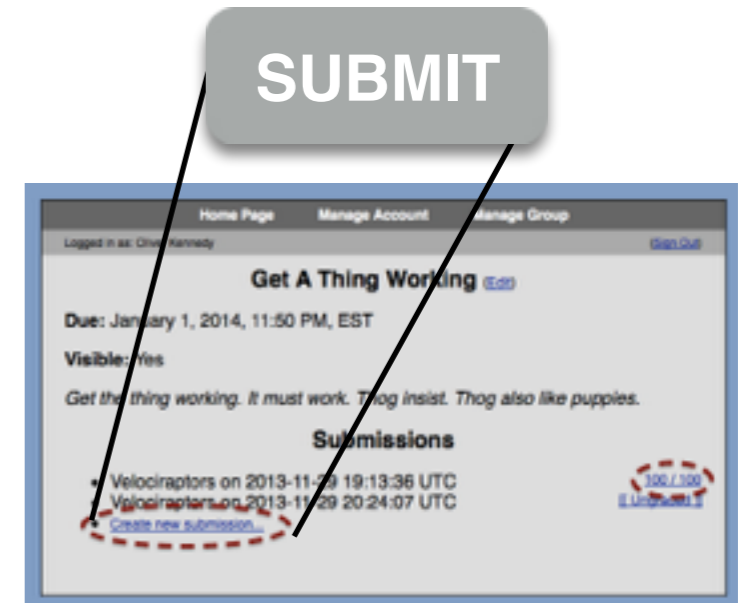 SUBMIT
Home Page Manage Account Manage Group
Logged in as: Oliver Kennedy (Sign Out)
Get A Thing Working (Edit)
Due: January 1, 2014, 11:50 PM, EST
Visible: Yes
Get the thing working. It must work. Thog insist. Thog also like puppies.
Submissions
• Velociraptors on 2013-11-29 19:13:36 UTC 100 / 100
• Velociraptors on 2013-11-29 20:24:07 UTC [[ Ungraded ]]
• Create new submission...